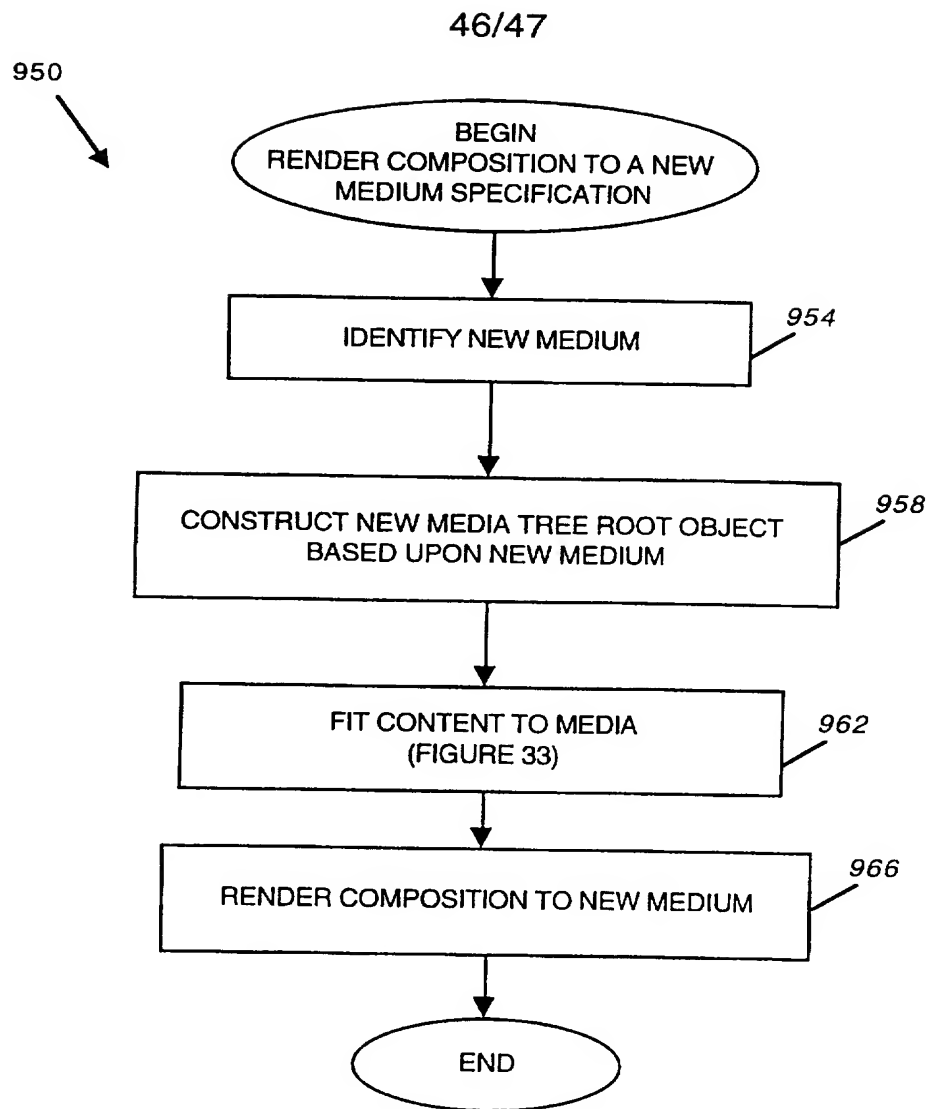 46/47
950
BEGIN
RENDER COMPOSITION TO A NEW
MEDIUM SPECIFICATION
IDENTIFY NEW MEDIUM
954
CONSTRUCT NEW MEDIA TREE ROOT OBJECT
BASED UPON NEW MEDIUM
958
FIT CONTENT TO MEDIA
(FIGURE 33)
962
RENDER COMPOSITION TO NEW MEDIUM
966
END